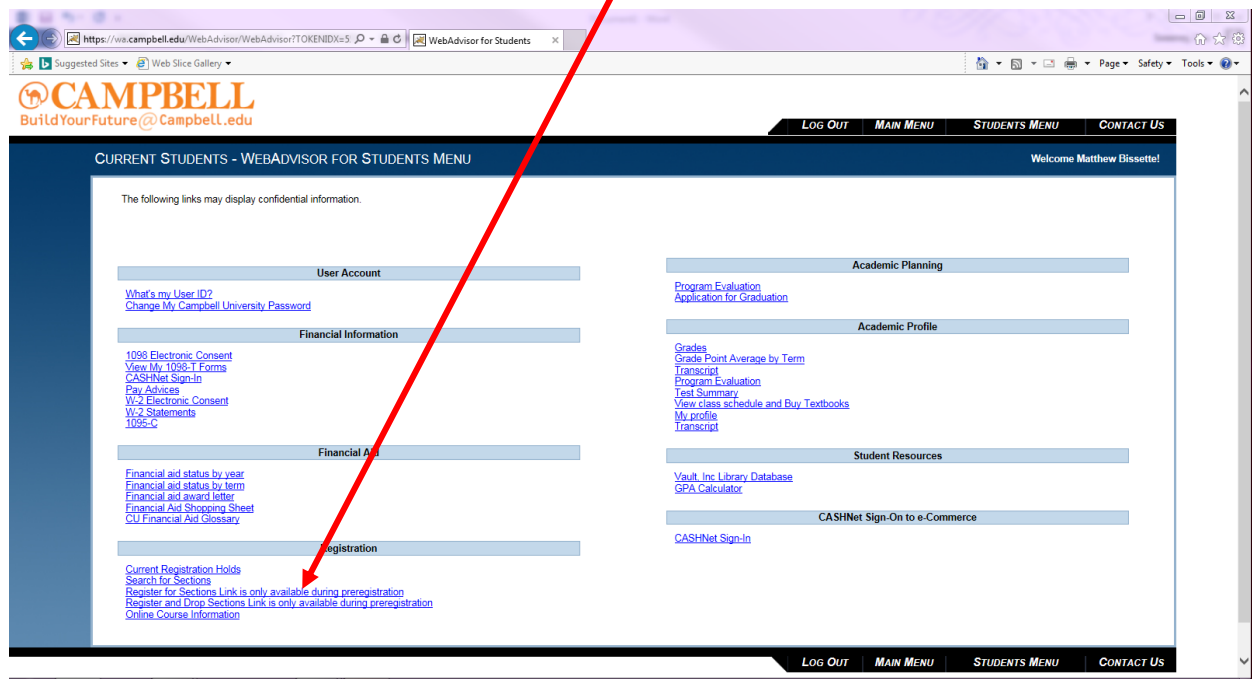 https://wa.campbell.edu/WebAdvisor/WebAdvisor?TOKENIDX=5
WebAdvisor for Students
Suggested Sites
Web Slice Gallery
Page Safety Tools
CAMPBELL
BuildYourFuture@Campbell.edu
LOG OUT MAIN MENU STUDENTS MENU CONTACT US
CURRENT STUDENTS - WEBADVISOR FOR STUDENTS MENU
Welcome Matthew Bissette!
The following links may display confidential information.
User Account
What's my User ID?
Change My Campbell University Password
Financial Information
1098 Electronic Consent
View My 1098-T Forms
CASHNet Sign-In
Pay Advices
W-2 Electronic Consent
W-2 Statements
1095-C
Financial Aid
Financial aid status by year
Financial aid status by term
Financial aid award letter
Financial Aid Shopping Sheet
CU Financial Aid Glossary
Registration
Current Registration Holds
Search for Sections
Register for Sections Link is only available during preregistration
Register and Drop Sections Link is only available during preregistration
Online Course Information
Academic Planning
Program Evaluation
Application for Graduation
Academic Profile
Grades
Grade Point Average by Term
Transcript
Program Evaluation
Test Summary
View class schedule and Buy Textbooks
My profile
Transcript
Student Resources
Vault, Inc Library Database
GPA Calculator
CASHNet Sign-On to e-Commerce
CASHNet Sign-In
LOG OUT MAIN MENU STUDENTS MENU CONTACT US